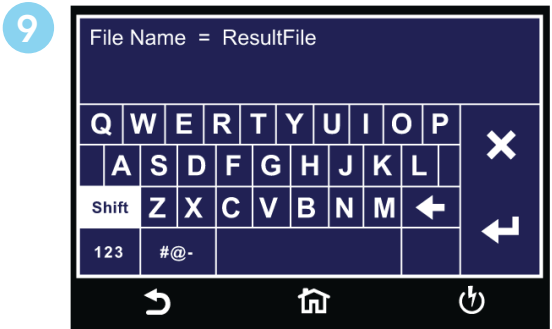 9
File Name = ResultFile
Q W E R T Y U I O P
A S D F G H J K L
Shift Z X C V B N M
123 #@-